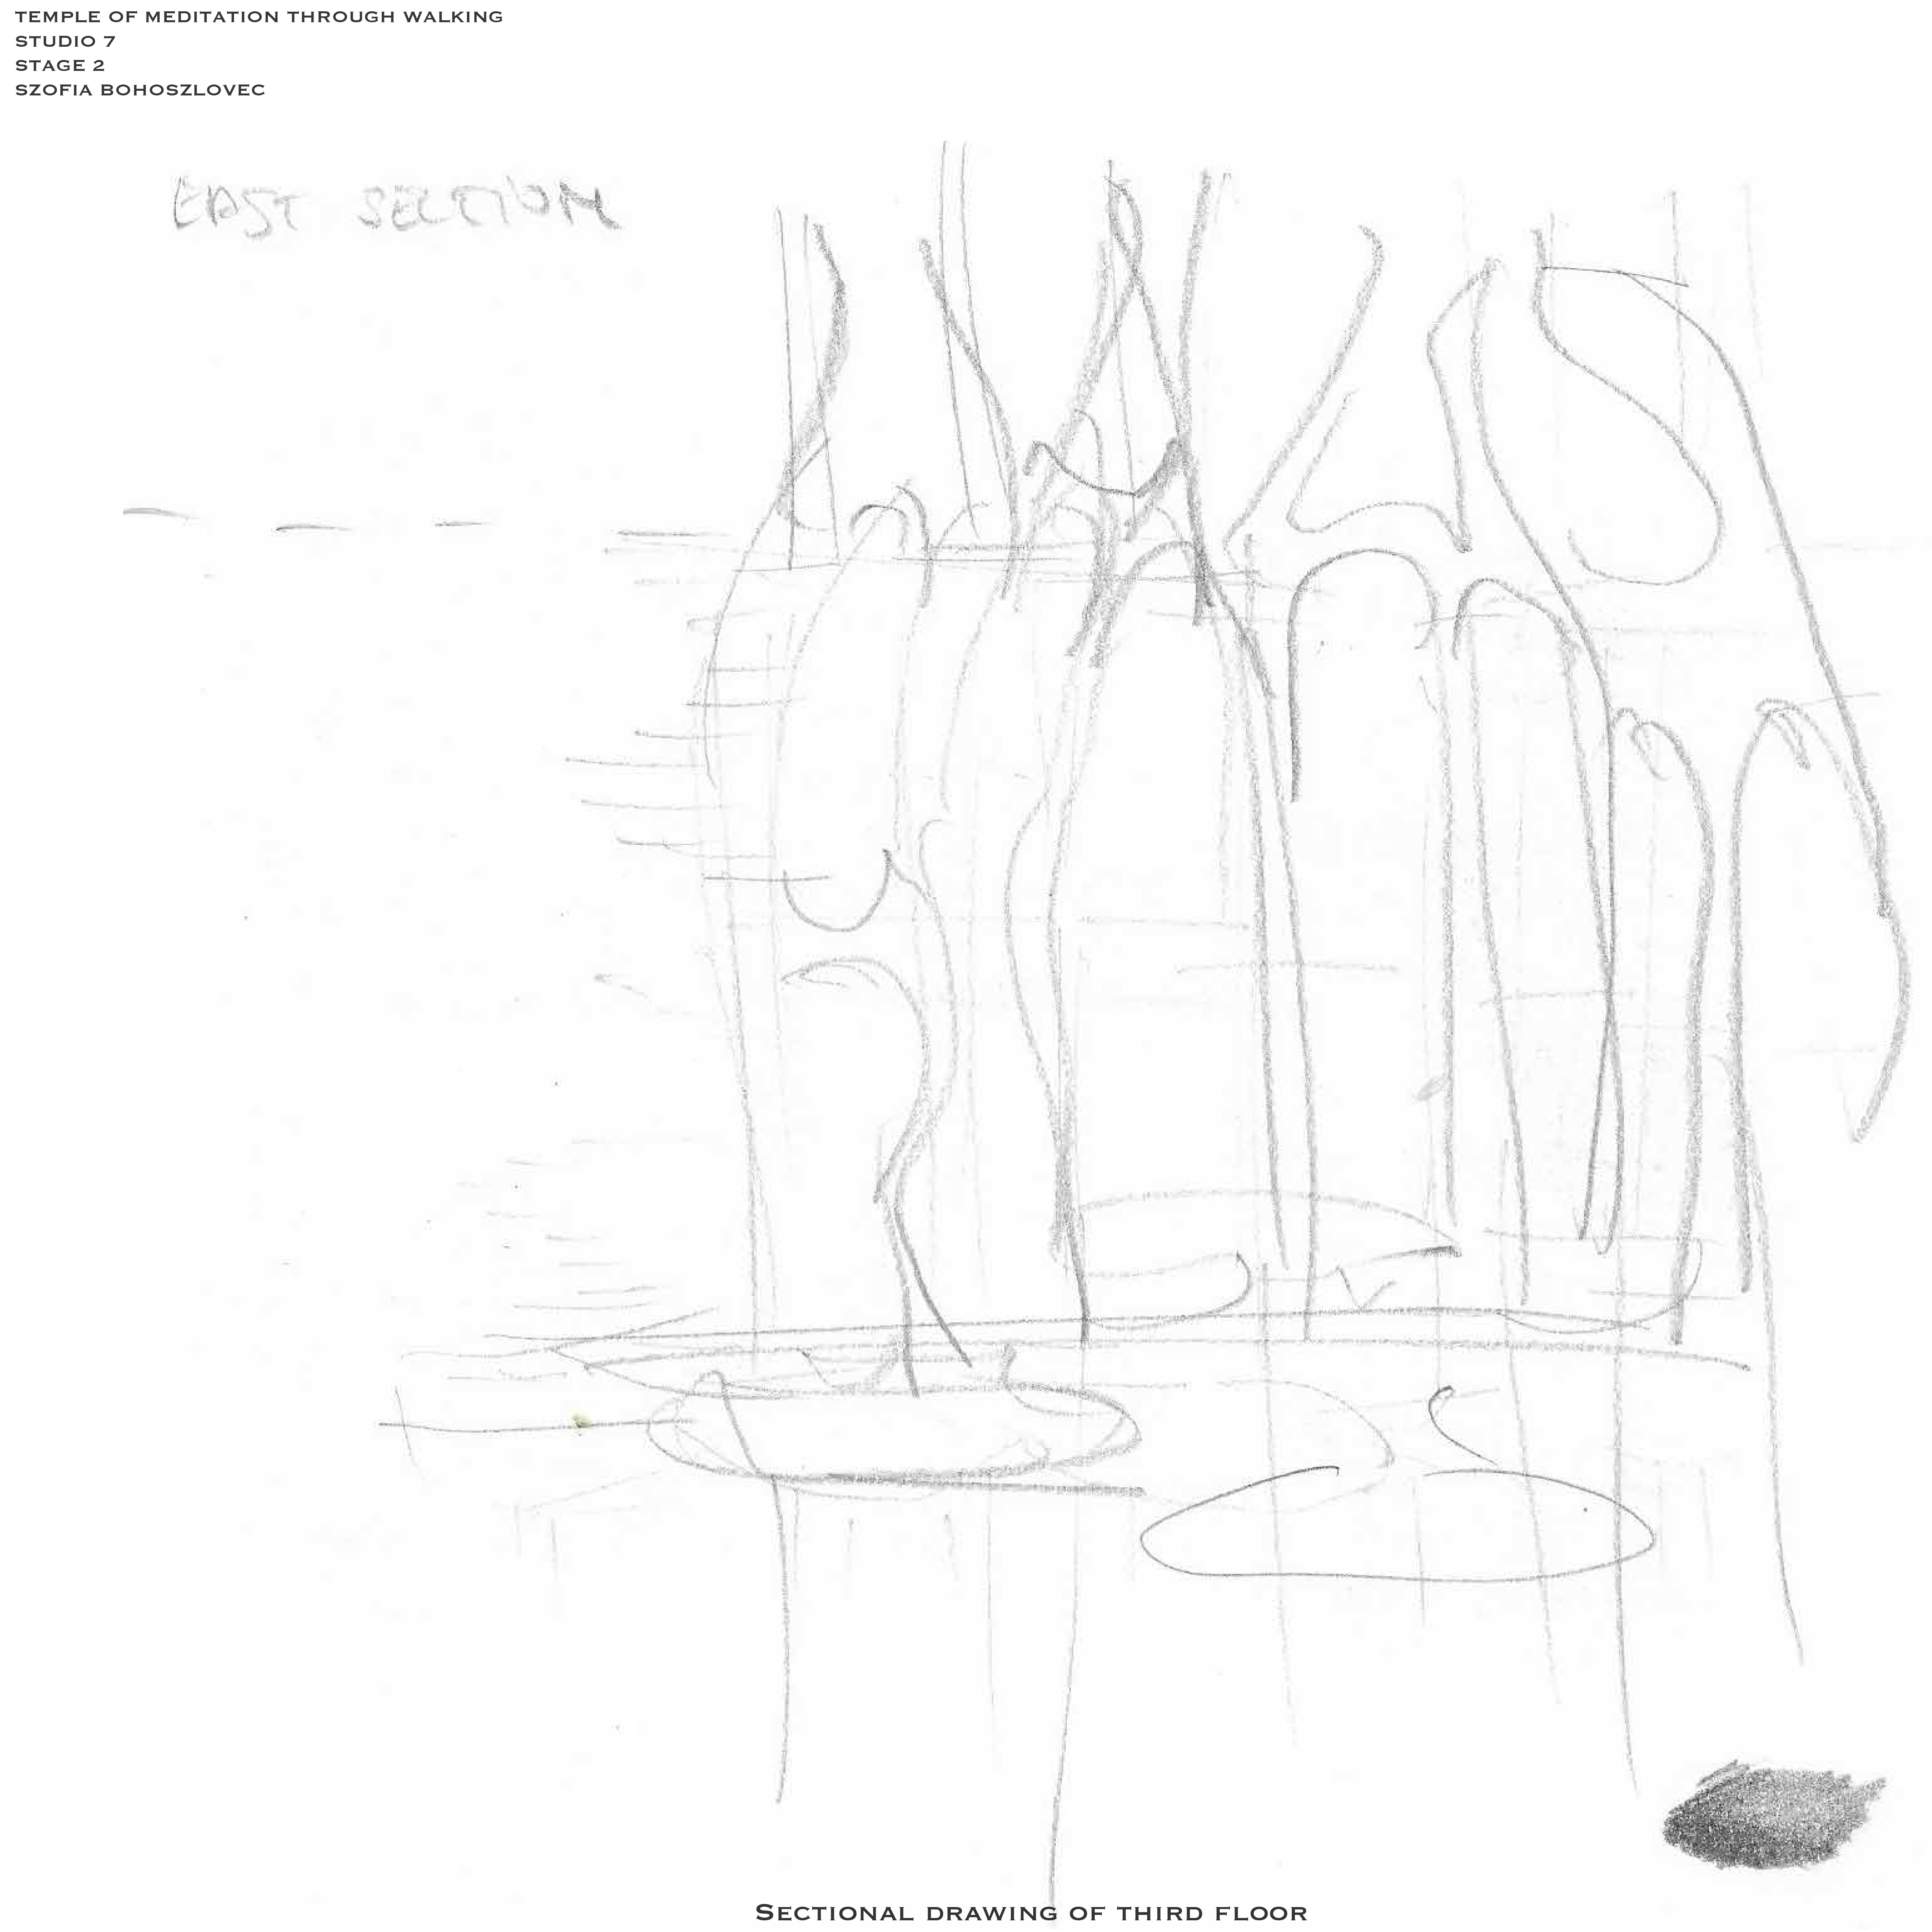 TEMPLE OF MEDITATION THROUGH WALKING
STUDIO 7
STAGE 2
SZOFIA BOHOSZLOVEC
EAST SECTION
SECTIONAL DRAWING OF THIRD FLOOR